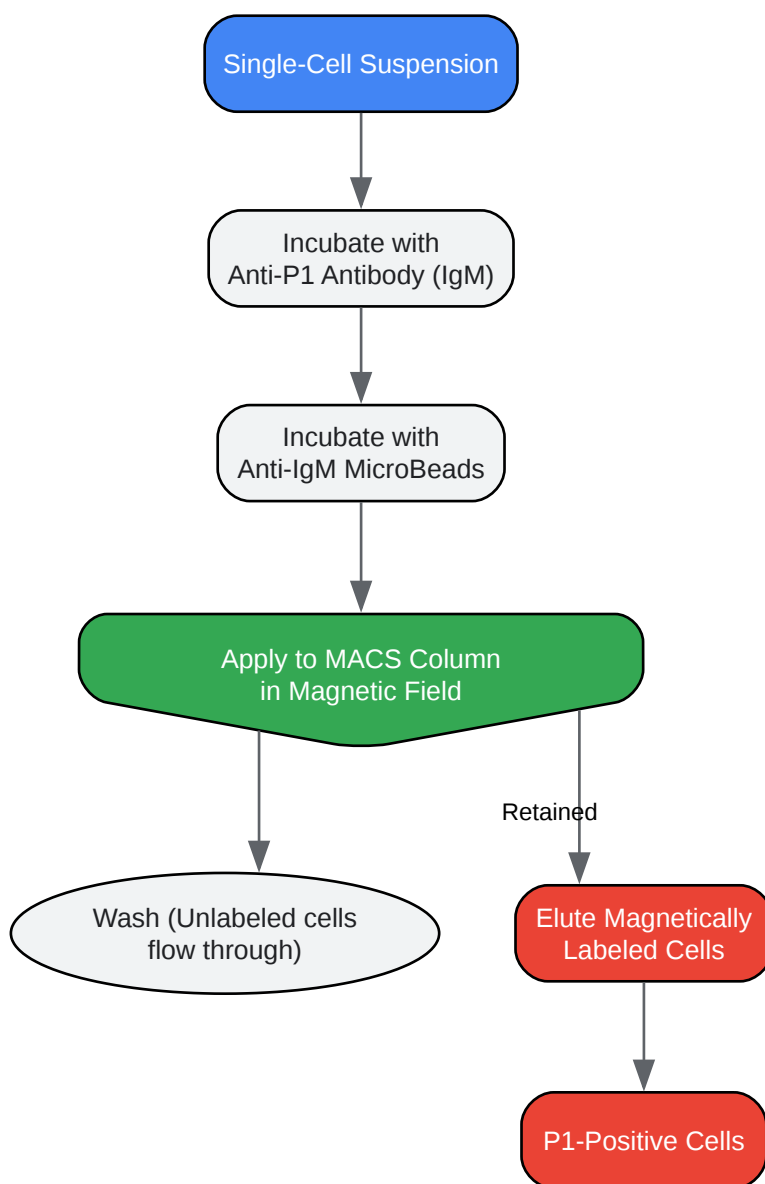 Single-Cell Suspension
Incubate with
Anti-P1 Antibody (IgM)
Incubate with
Anti-IgM MicroBeads
Apply to MACS Column
in Magnetic Field
Retained
Wash (Unlabeled cells
flow through)
Elute Magnetically
Labeled Cells
P1-Positive Cells